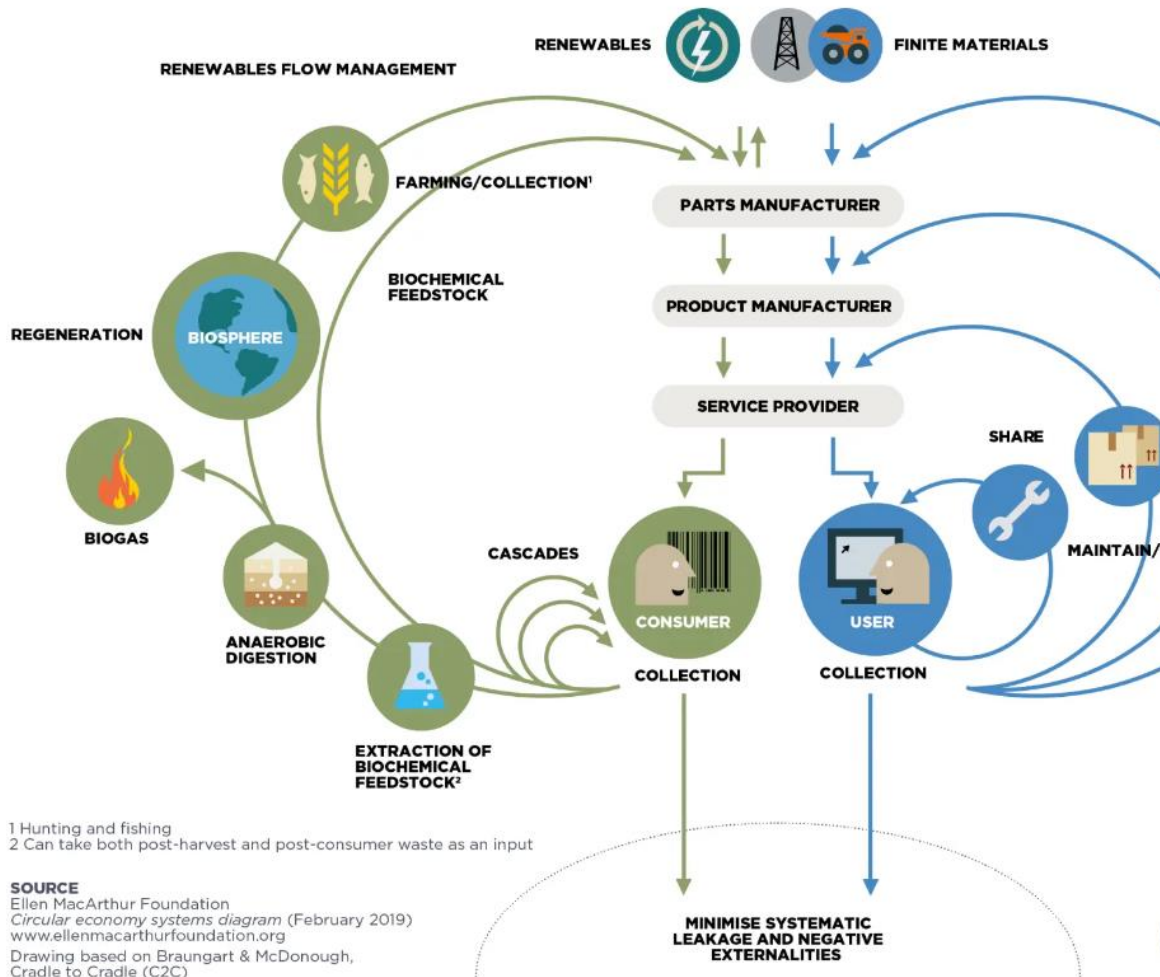 RENEWABLES
FINITE MATERIALS
RENEWABLES FLOW MANAGEMENT
FARMING/COLLECTION¹
PARTS MANUFACTURER
BIOCHEMICAL
FEEDSTOCK
PRODUCT MANUFACTURER
REGENERATION
BIOSPHERE
SERVICE PROVIDER
SHARE
BIOGAS
CASCADES
MAINTAIN/
ANAEROBIC
DIGESTION
CONSUMER
USER
COLLECTION
COLLECTION
EXTRACTION OF
BIOCHEMICAL
FEEDSTOCK²
1 Hunting and fishing
2 Can take both post-harvest and post-consumer waste as an input
SOURCE
Ellen MacArthur Foundation
Circular economy systems diagram (February 2019)
www.ellenmacarthurfoundation.org
Drawing based on Braungart & McDonough,
Cradle to Cradle (C2C)
MINIMISE SYSTEMATIC
LEAKAGE AND NEGATIVE
EXTERNALITIES